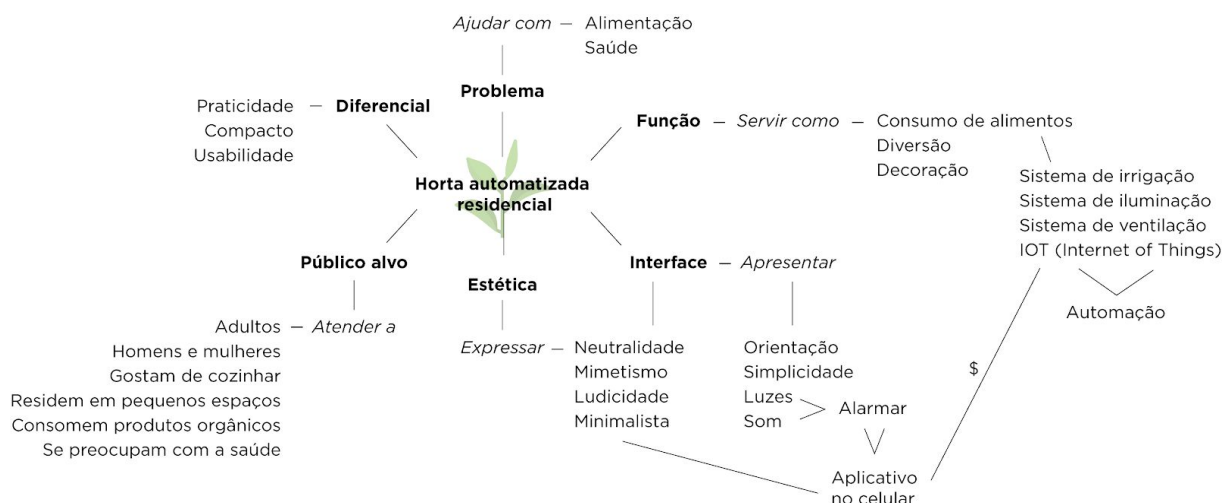 Ajudar com — Alimentação
Saúde
Problema
Praticidade — Diferencial
Compacto
Usabilidade
Função — Servir como — Consumo de alimentos
Diversão
Decoração
Sistema de irrigação
Sistema de iluminação
Sistema de ventilação
IOT (Internet of Things)
Automação
Horta automatizada
residencial
Público alvo
Adultos — Atender a
Homens e mulheres
Gostam de cozinhar
Residem em pequenos espaços
Consomem produtos orgânicos
Se preocupam com a saúde
Estética
Expressar — Neutralidade
Mimetismo
Ludicidade
Minimalista
Interface — Apresentar
Orientação
Simplicidade
Luzes
Som
Alarmar
$
Aplicativo
no celular